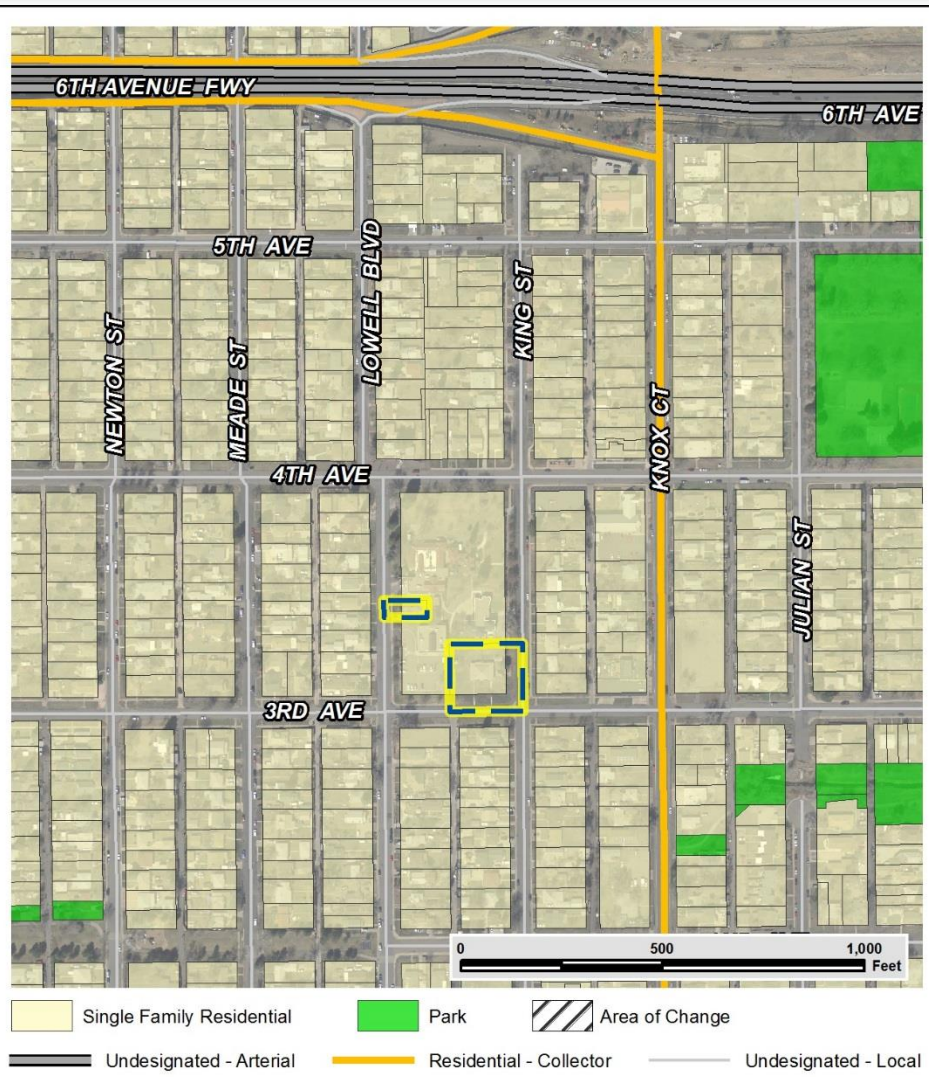 6TH AVENUE FWY
6TH AVE
5TH AVE
LOWELL BLVD
KING ST
NEWTON ST
MEADE ST
KNOX CT
4TH AVE
JULIAN ST
3RD AVE
0 500 1,000
Feet
Single Family Residential Park Area of Change
Undesignated - Arterial Residential - Collector Undesignated - Local